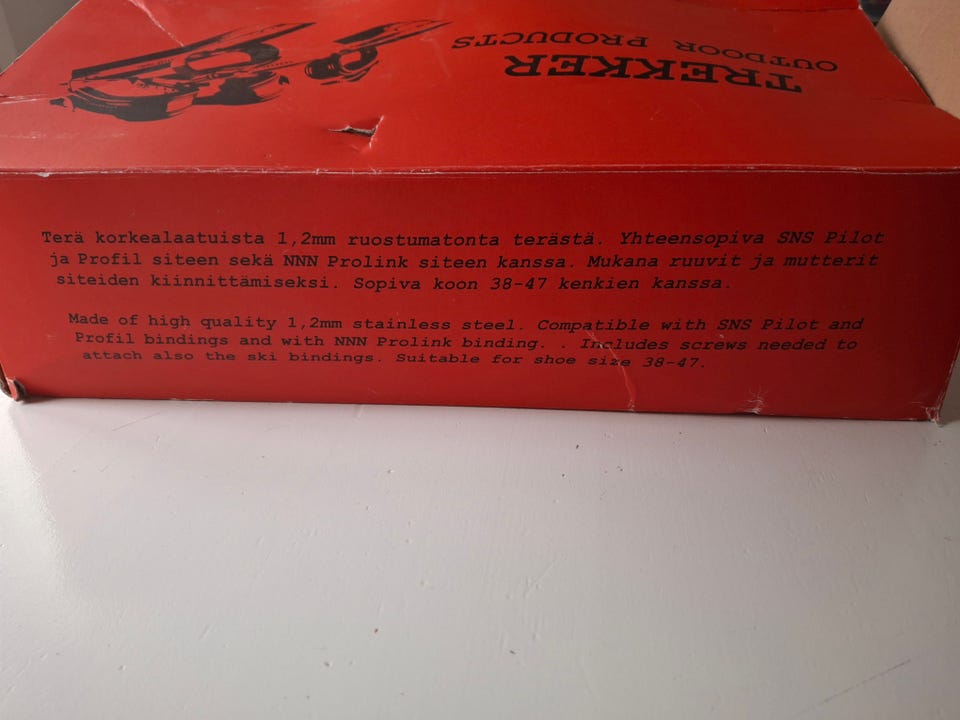 TREKKER
OUTDOOR PRODUCTS
Terä korkealaatuista 1,2mm ruostumatonta terästä. Yhteensopiva SNS Pilot
ja Profil siteen sekä NNN Prolink siteen kanssa. Mukana ruuvit ja mutterit
siteiden kiinnittämiseksi. Sopiva koon 38-47 kenkien kanssa.
Made of high quality 1,2mm stainless steel. Compatible with SNS Pilot and
Profil bindings and with NNN Prolink binding. . Includes screws needed to
attach also the ski bindings. Suitable for shoe size 38-47.